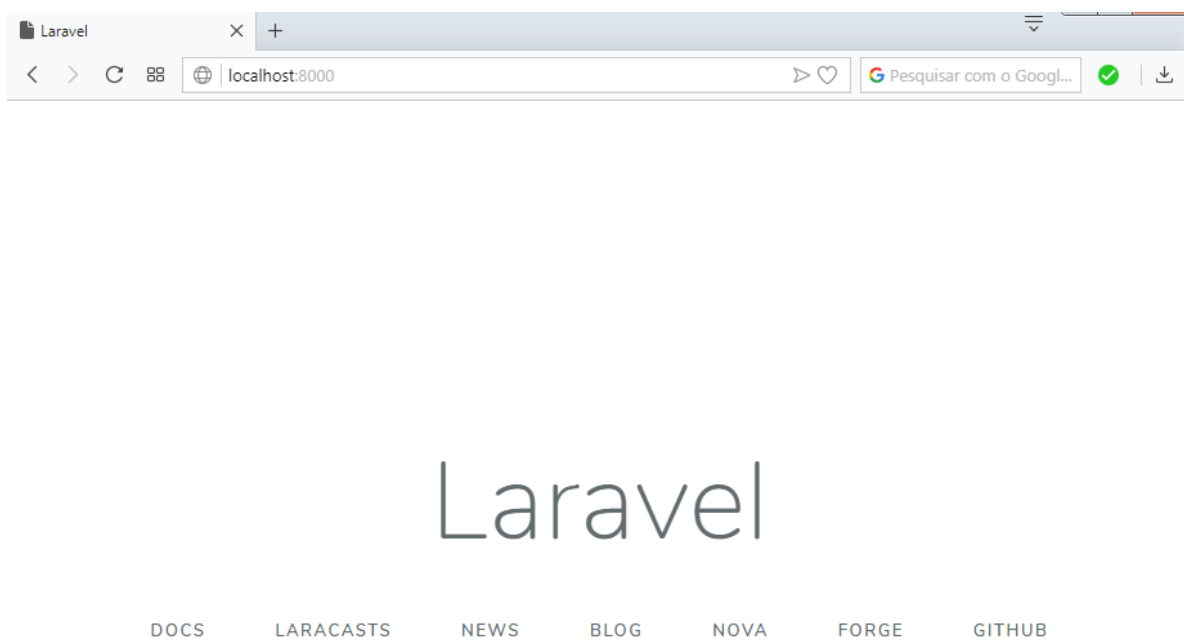 Laravel
localhost:8000 G Pesquisar com o Googl...
Laravel
DOCS LARACASTS NEWS BLOG NOVA FORGE GITHUB